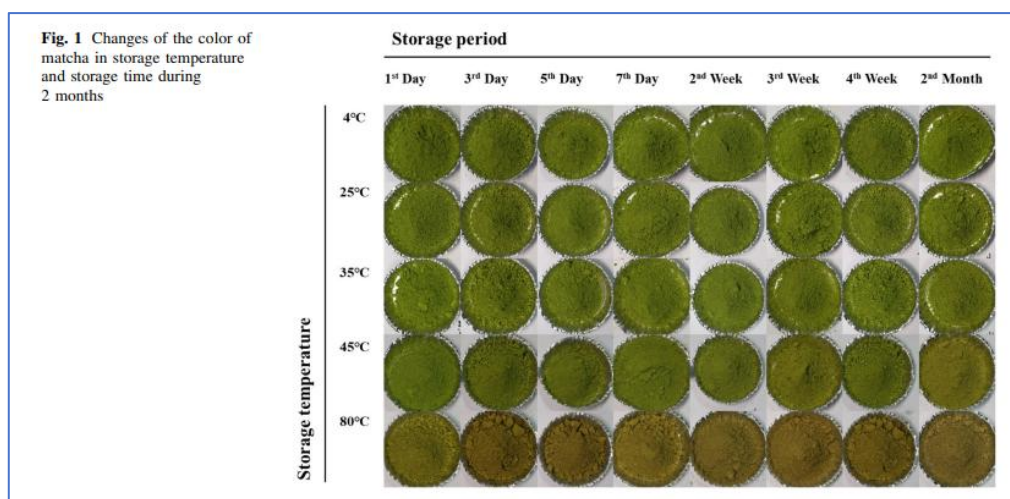 Fig. 1 Changes of the color of
matcha in storage temperature
and storage time during
2 months
Storage period
1st Day 3rd Day 5th Day 7th Day 2nd Week 3rd Week 4th Week 2nd Month
Storage temperature
4°C
25°C
35°C
45°C
80°C